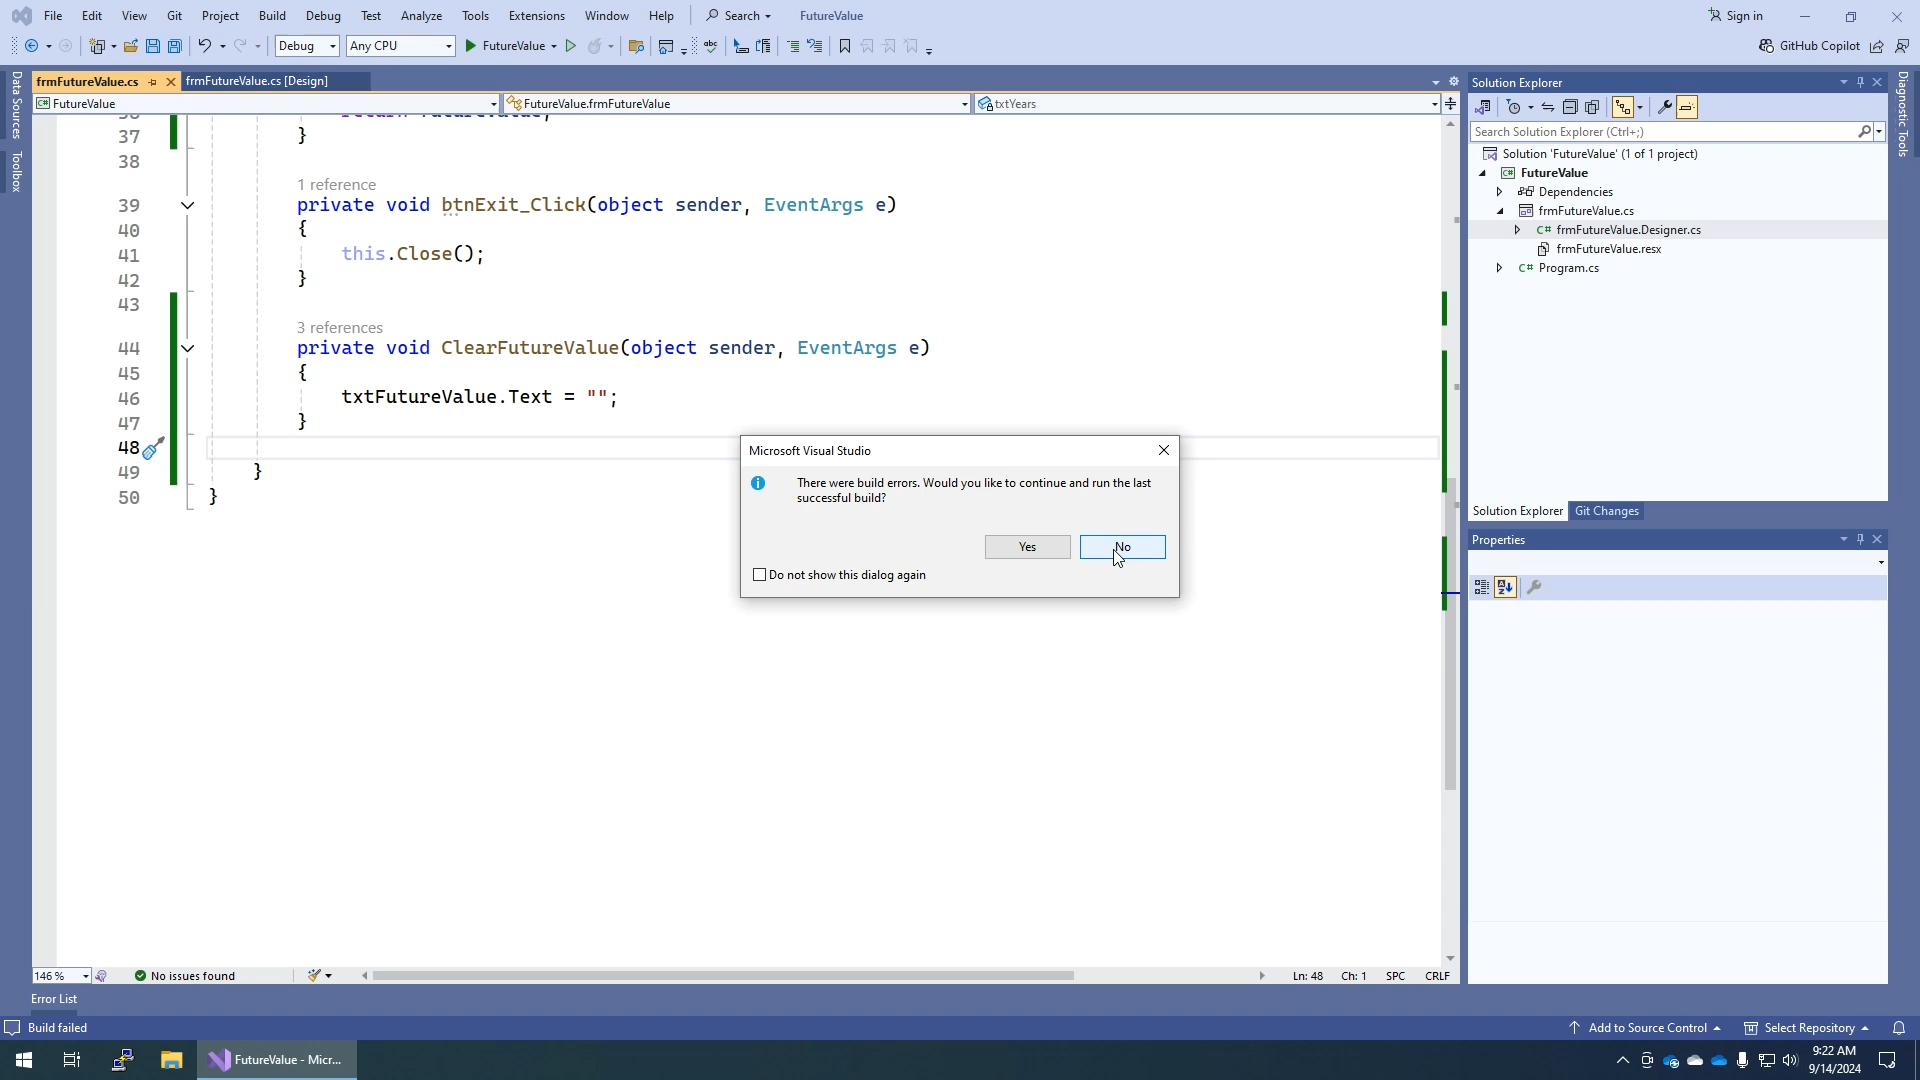 File Edit View Git Project Build Debug Test Analyze Tools Extensions Window Help Search FutureValue Sign in
Debug Any CPU FutureValue GitHub Copilot
Data Sources
Toolbox
frmFutureValue.cs frmFutureValue.cs [Design]
FutureValue FutureValue.frmFutureValue txtYears
37 }
38
1 reference
39 private void btnExit_Click(object sender, EventArgs e)
40 {
41 this.Close();
42 }
43
3 references
44 private void ClearFutureValue(object sender, EventArgs e)
45 {
46 txtFutureValue.Text = "";
47 }
48
49 }
50 }
Microsoft Visual Studio
There were build errors. Would you like to continue and run the last
successful build?
Yes No
Do not show this dialog again
146 % No issues found Ln: 48 Ch: 1 SPC CRLF
Error List
Solution Explorer
Search Solution Explorer (Ctrl+;)
Solution 'FutureValue' (1 of 1 project)
C# FutureValue
Dependencies
frmFutureValue.cs
C# frmFutureValue.Designer.cs
frmFutureValue.resx
C# Program.cs
Solution Explorer Git Changes
Properties
Diagnostic Tools
Build failed Add to Source Control Select Repository
FutureValue - Micr...
9:22 AM
9/14/2024